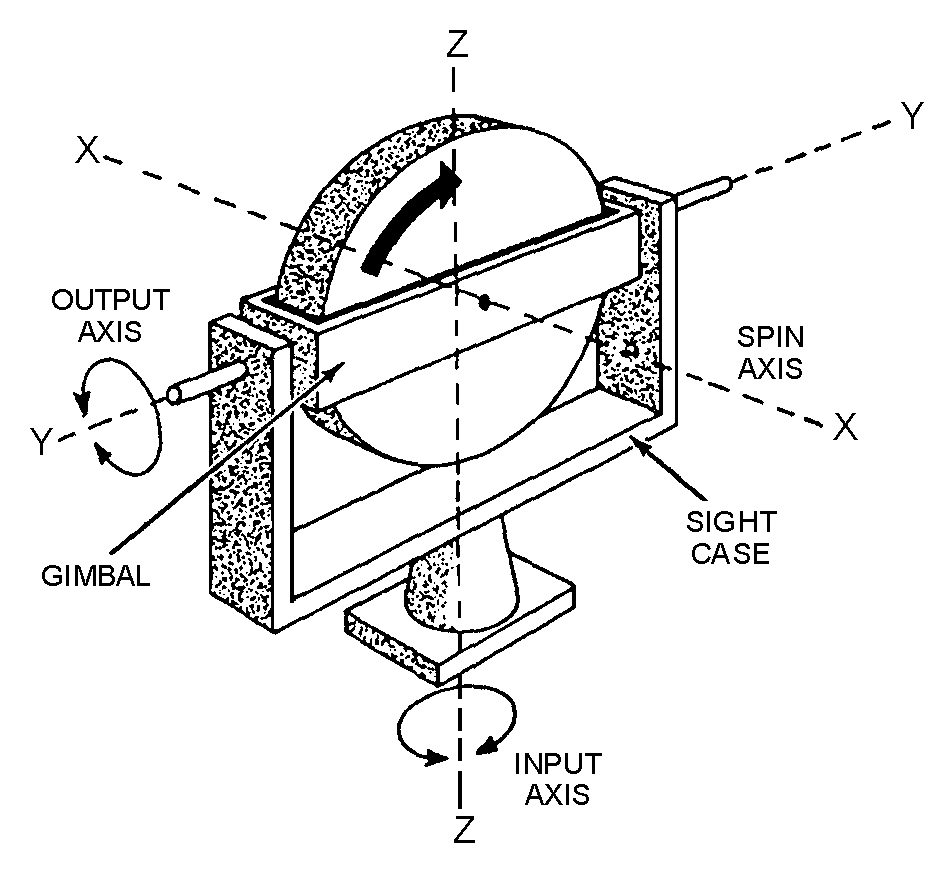 Z
Y
X
OUTPUT
AXIS
SPIN
AXIS
Y
X
SIGHT
CASE
GIMBAL
INPUT
AXIS
Z